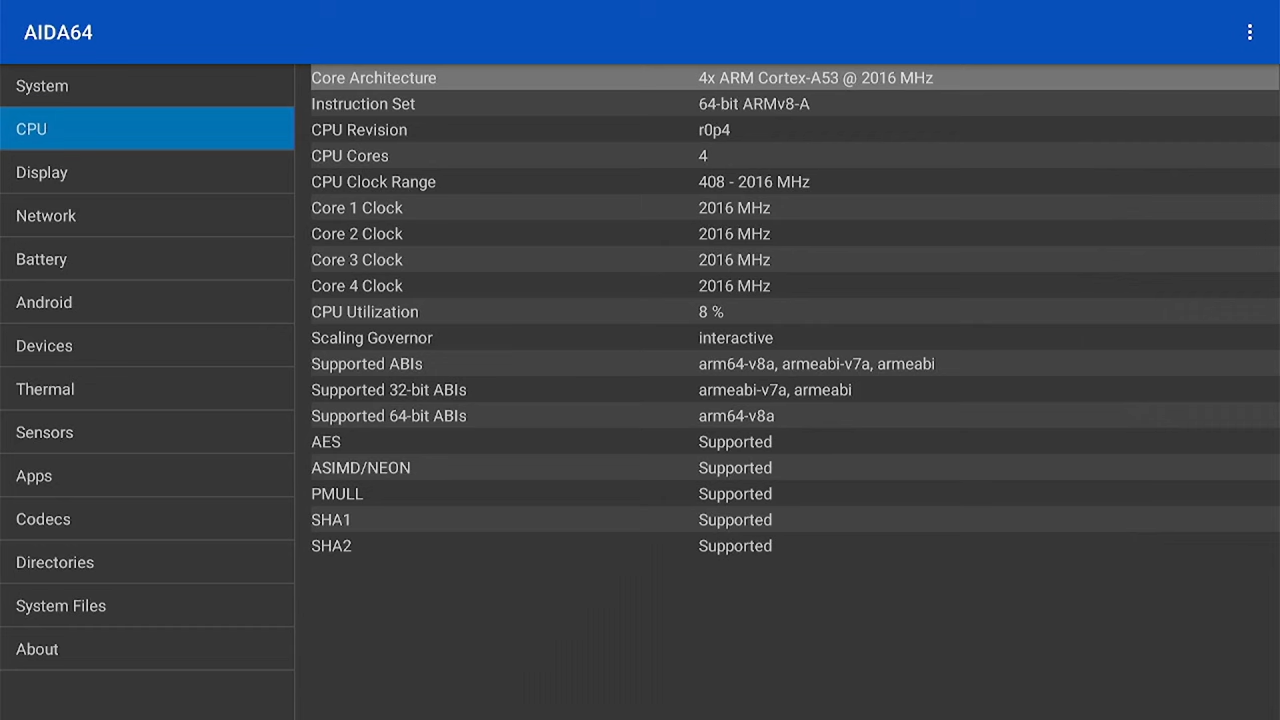 AIDA64
System
CPU
Display
Network
Battery
Android
Devices
Thermal
Sensors
Apps
Codecs
Directories
System Files
About
Core Architecture 4x ARM Cortex-A53 @ 2016 MHz
Instruction Set 64-bit ARMv8-A
CPU Revision r0p4
CPU Cores 4
CPU Clock Range 408 - 2016 MHz
Core 1 Clock 2016 MHz
Core 2 Clock 2016 MHz
Core 3 Clock 2016 MHz
Core 4 Clock 2016 MHz
CPU Utilization 8 %
Scaling Governor interactive
Supported ABIs arm64-v8a, armeabi-v7a, armeabi
Supported 32-bit ABIs armeabi-v7a, armeabi
Supported 64-bit ABIs arm64-v8a
AES Supported
ASIMD/NEON Supported
PMULL Supported
SHA1 Supported
SHA2 Supported